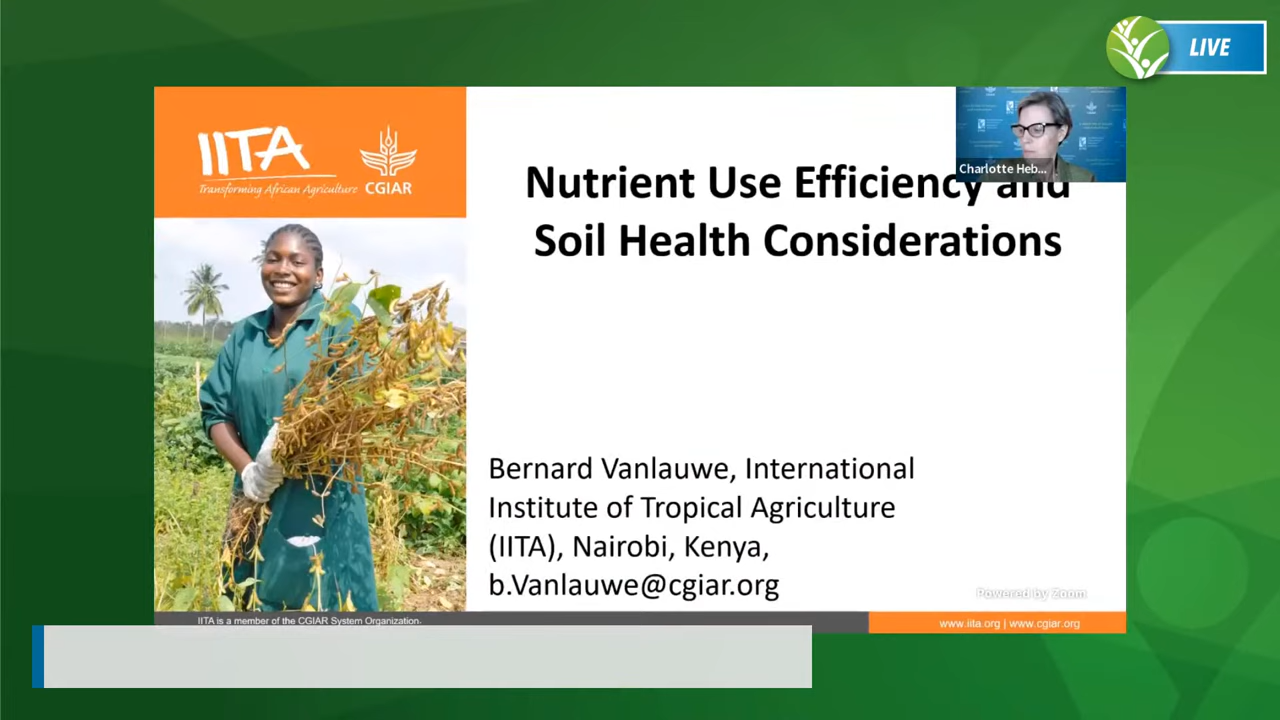 LIVE
IITA
Transforming African Agriculture
CGIAR
Charlotte Heb...
Nutrient Use Efficiency and
Soil Health Considerations
Bernard Vanlauwe, International
Institute of Tropical Agriculture
(IITA), Nairobi, Kenya,
b.Vanlauwe@cgiar.org
Powered by Zoom
IITA is a member of the CGIAR System Organization.
www.iita.org | www.cgiar.org